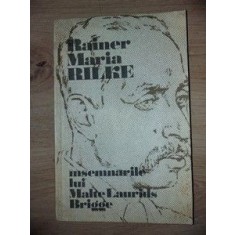 Rainer
Maria
RILKE
însemnările
lui
Malte Laurids
Brigge